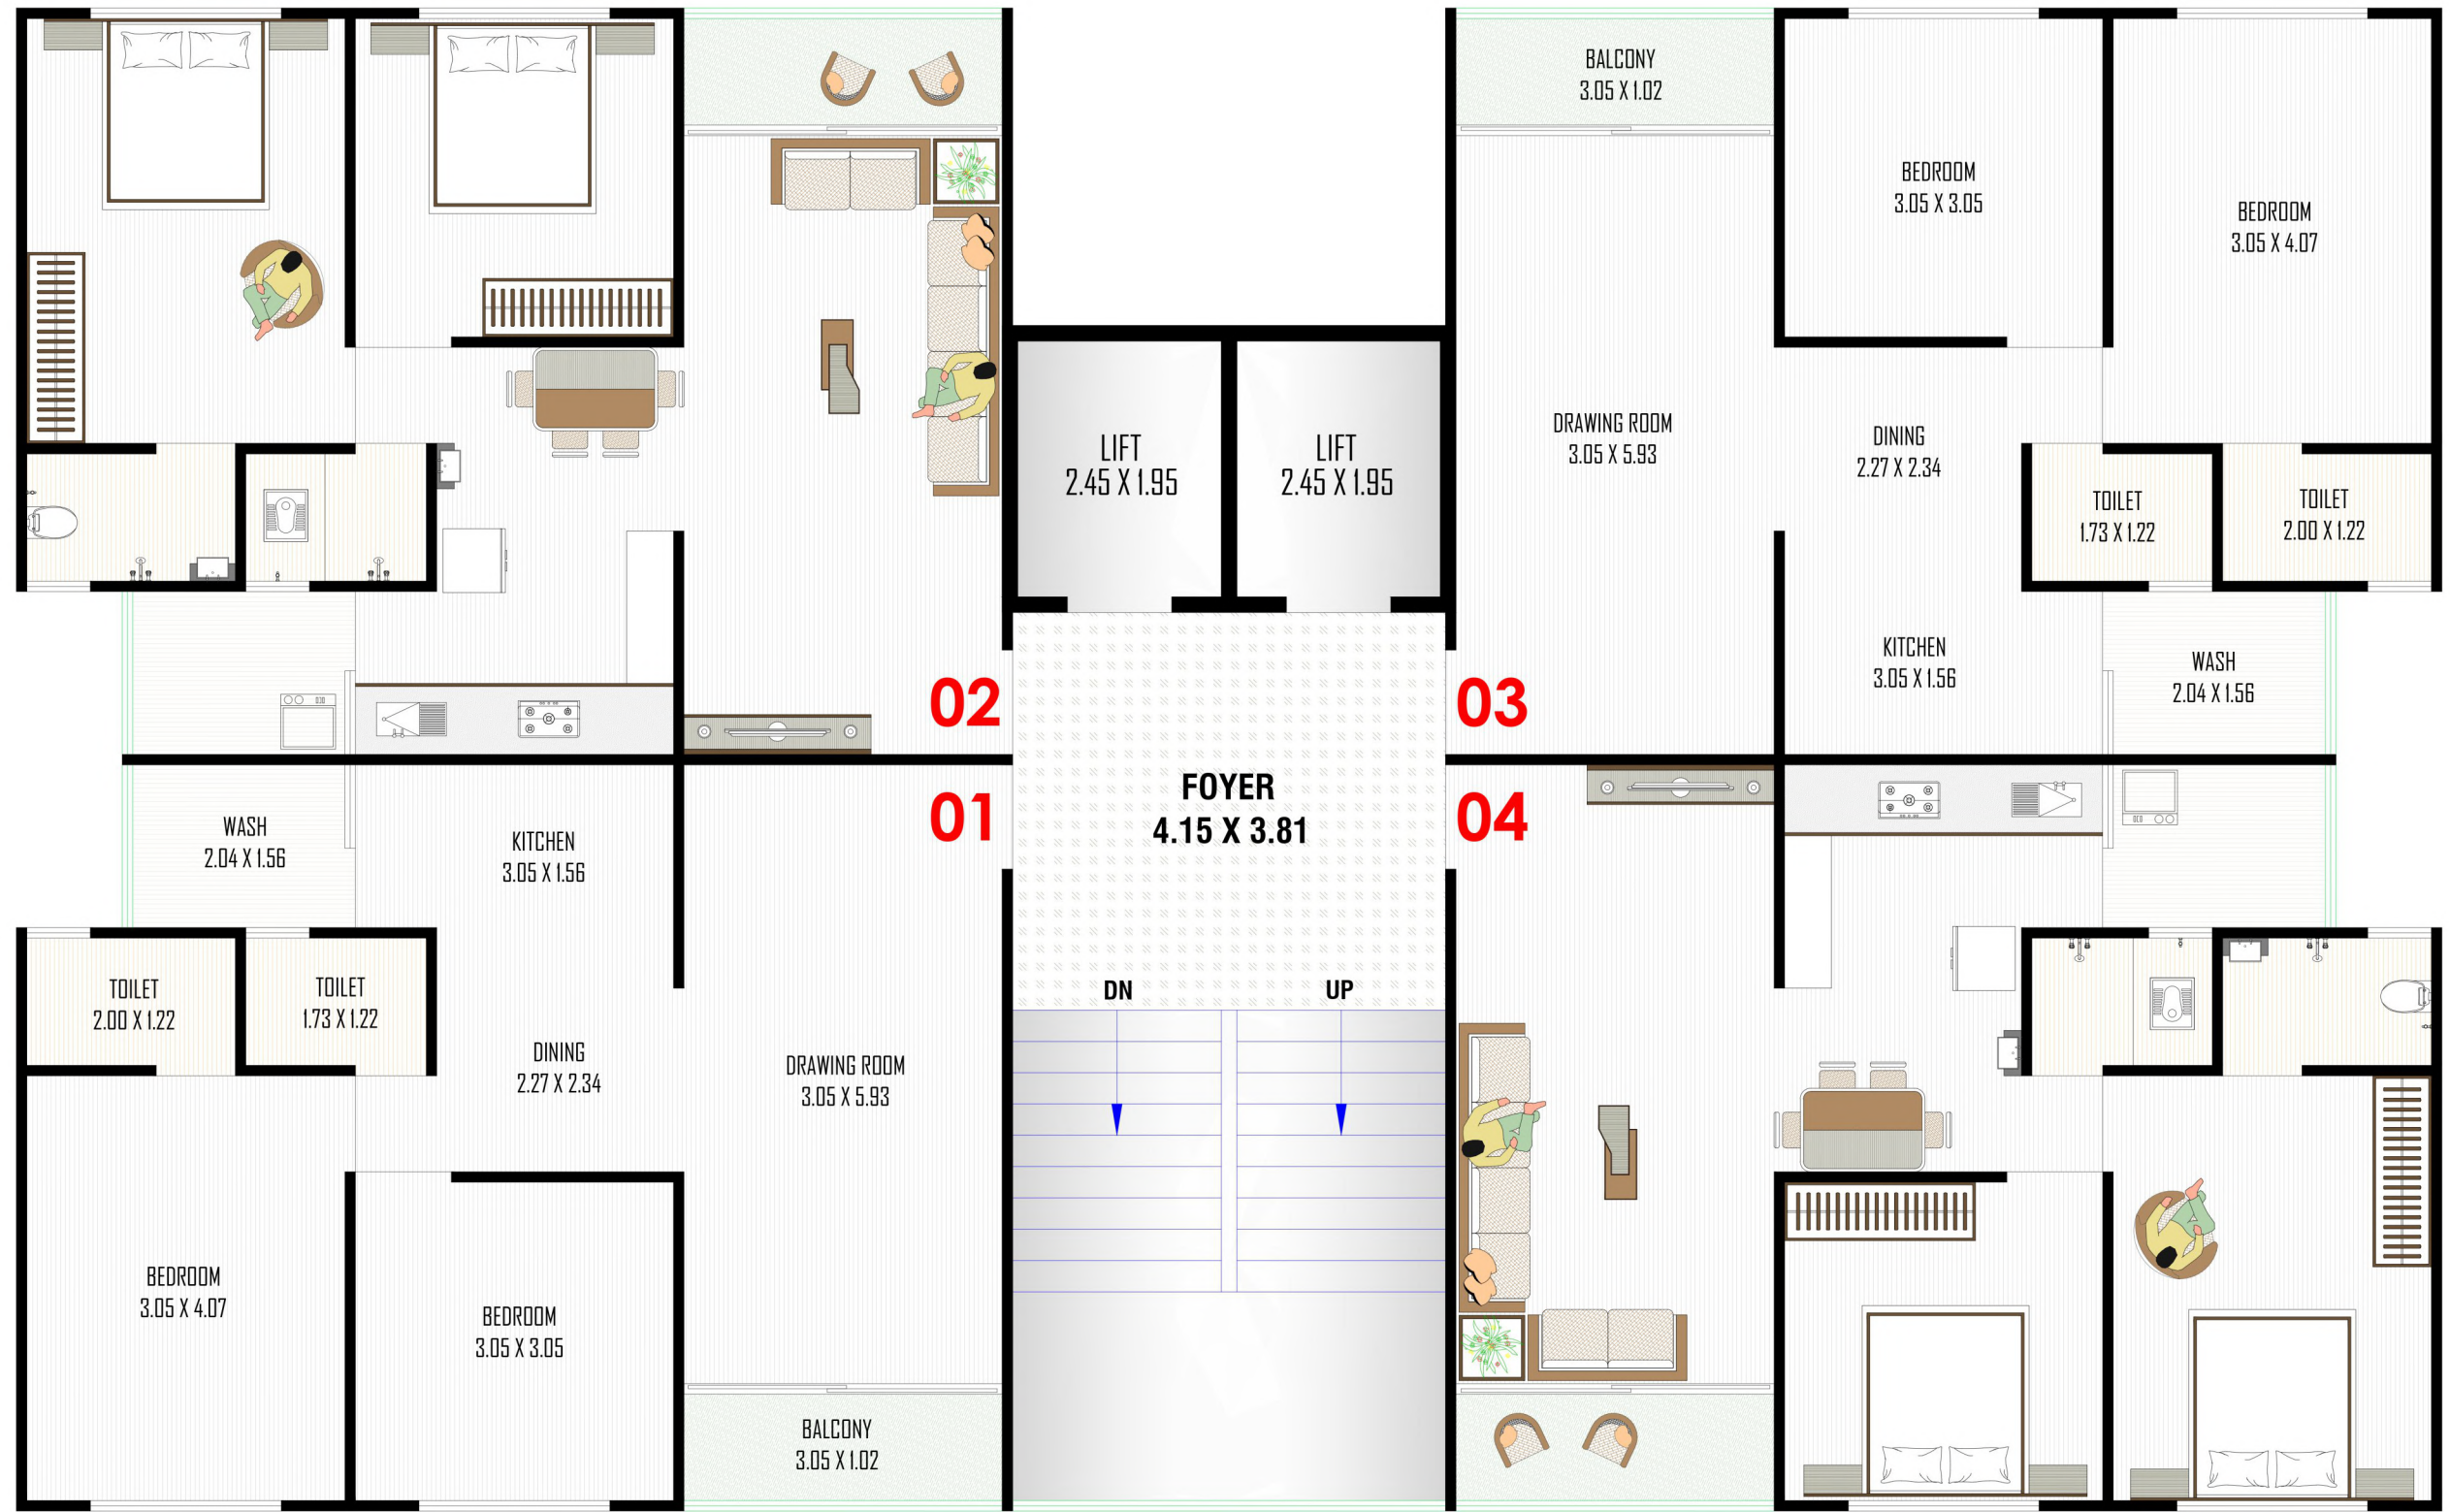 BALCONY
3.05 X 1.02
BEDROOM
3.05 X 3.05
BEDROOM
3.05 X 4.07
LIFT
2.45 X 1.95
LIFT
2.45 X 1.95
DRAWING ROOM
3.05 X 5.93
DINING
2.27 X 2.34
TOILET
1.73 X 1.22
TOILET
2.00 X 1.22
KITCHEN
3.05 X 1.56
WASH
2.04 X 1.56
02
03
01
FOYER
4.15 X 3.81
04
WASH
2.04 X 1.56
KITCHEN
3.05 X 1.56
TOILET
2.00 X 1.22
TOILET
1.73 X 1.22
DN
UP
DINING
2.27 X 2.34
DRAWING ROOM
3.05 X 5.93
BEDROOM
3.05 X 4.07
BEDROOM
3.05 X 3.05
BALCONY
3.05 X 1.02